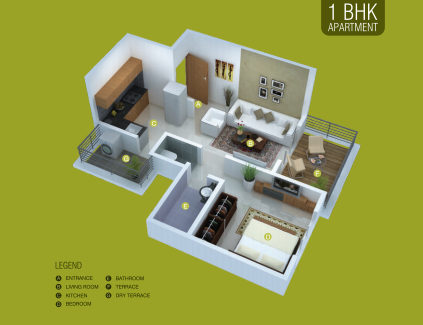 1 BHK
APARTMENT
LEGEND
A ENTRANCE
D LIVING ROOM
C KITCHEN
D BEDROOM
E BATHROOM
F TERRACE
G DRY TERRACE
A
C
E
D